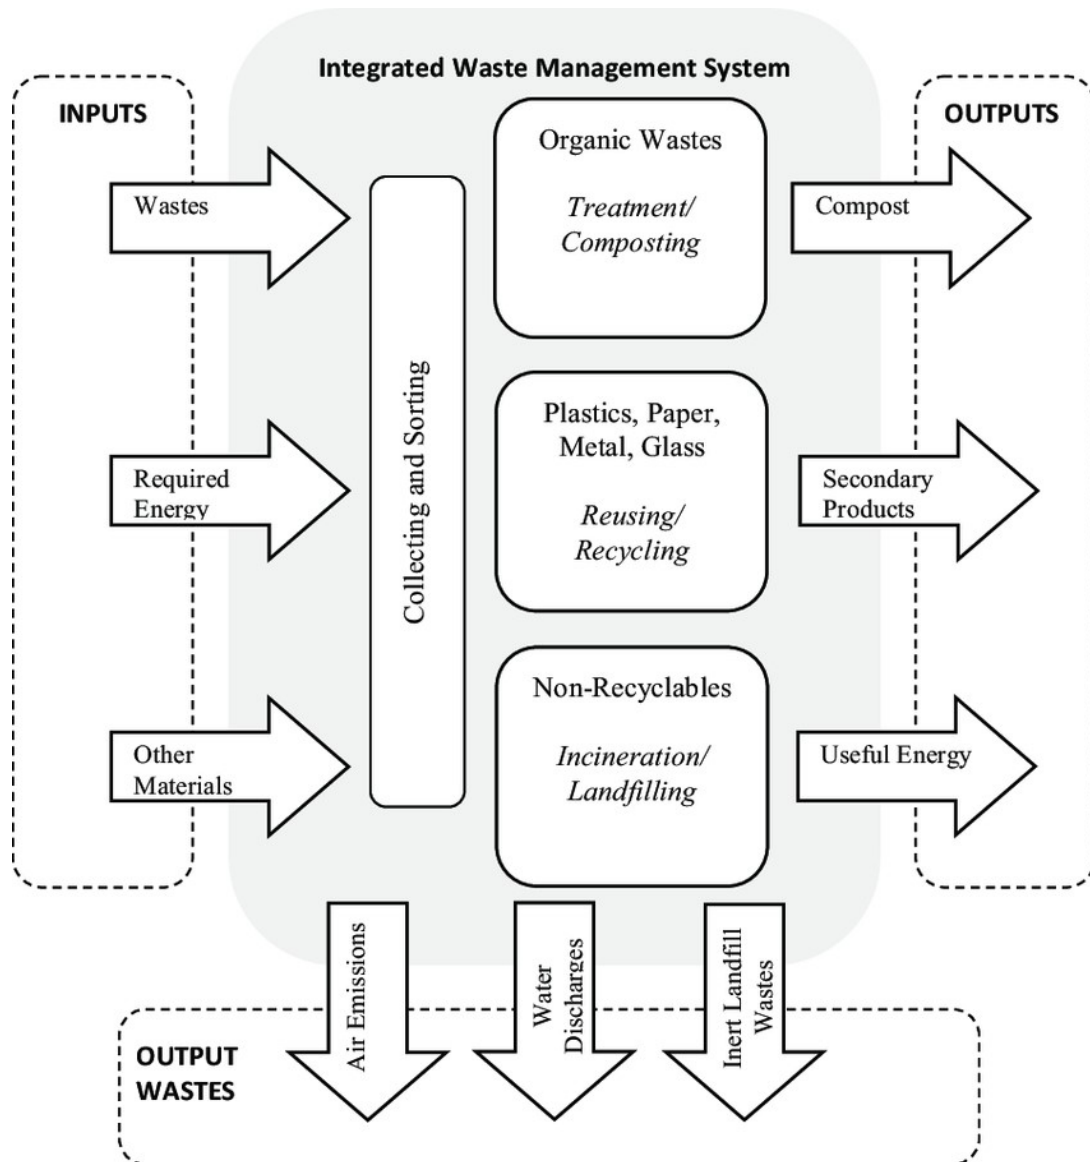 Integrated Waste Management System
INPUTS
Wastes
Required
Energy
Other
Materials
Collecting and Sorting
Organic Wastes
Treatment/
Composting
Plastics, Paper,
Metal, Glass
Reusing/
Recycling
Non-Recyclables
Incineration/
Landfilling
OUTPUTS
Compost
Secondary
Products
Useful Energy
Air Emissions
Water
Discharges
Inert Landfill
Wastes
OUTPUT
WASTES